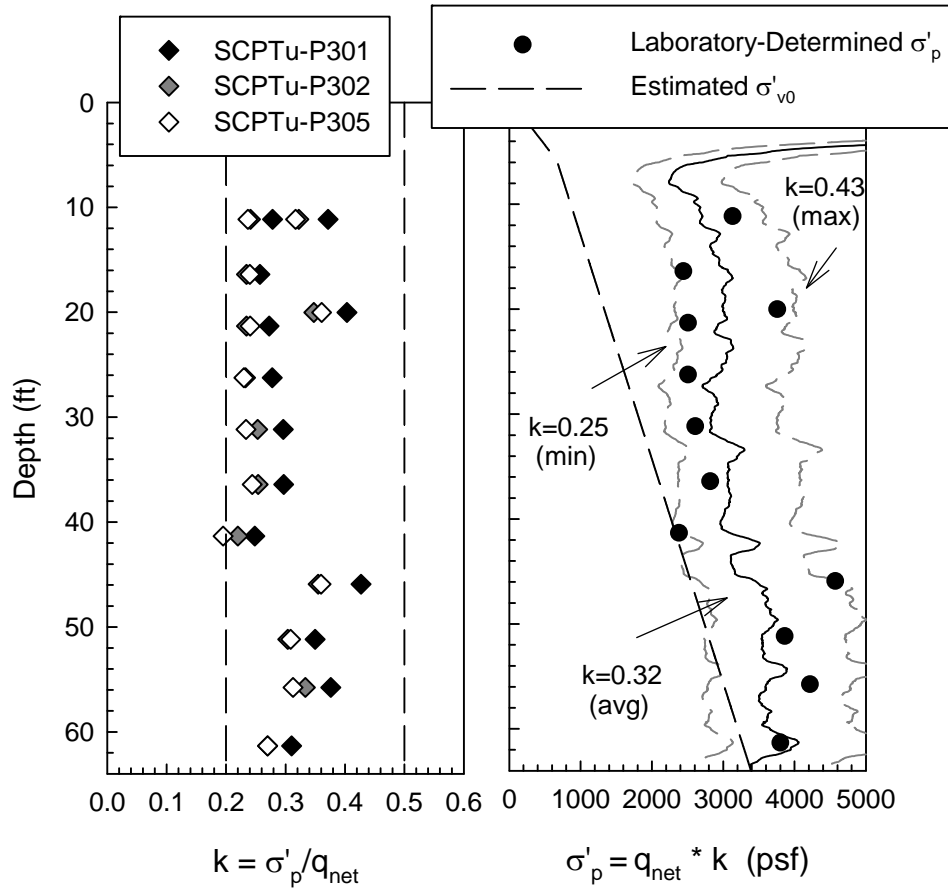 SCPTu-P301
SCPTu-P302
SCPTu-P305
Laboratory-Determined σ'p
Estimated σ'v0
Depth (ft)
0
10
20
30
40
50
60
0.0 0.1 0.2 0.3 0.4 0.5 0.6
k = σ'p/qnet
k=0.43
(max)
k=0.25
(min)
k=0.32
(avg)
0 1000 2000 3000 4000 5000
σ'p = qnet * k (psf)